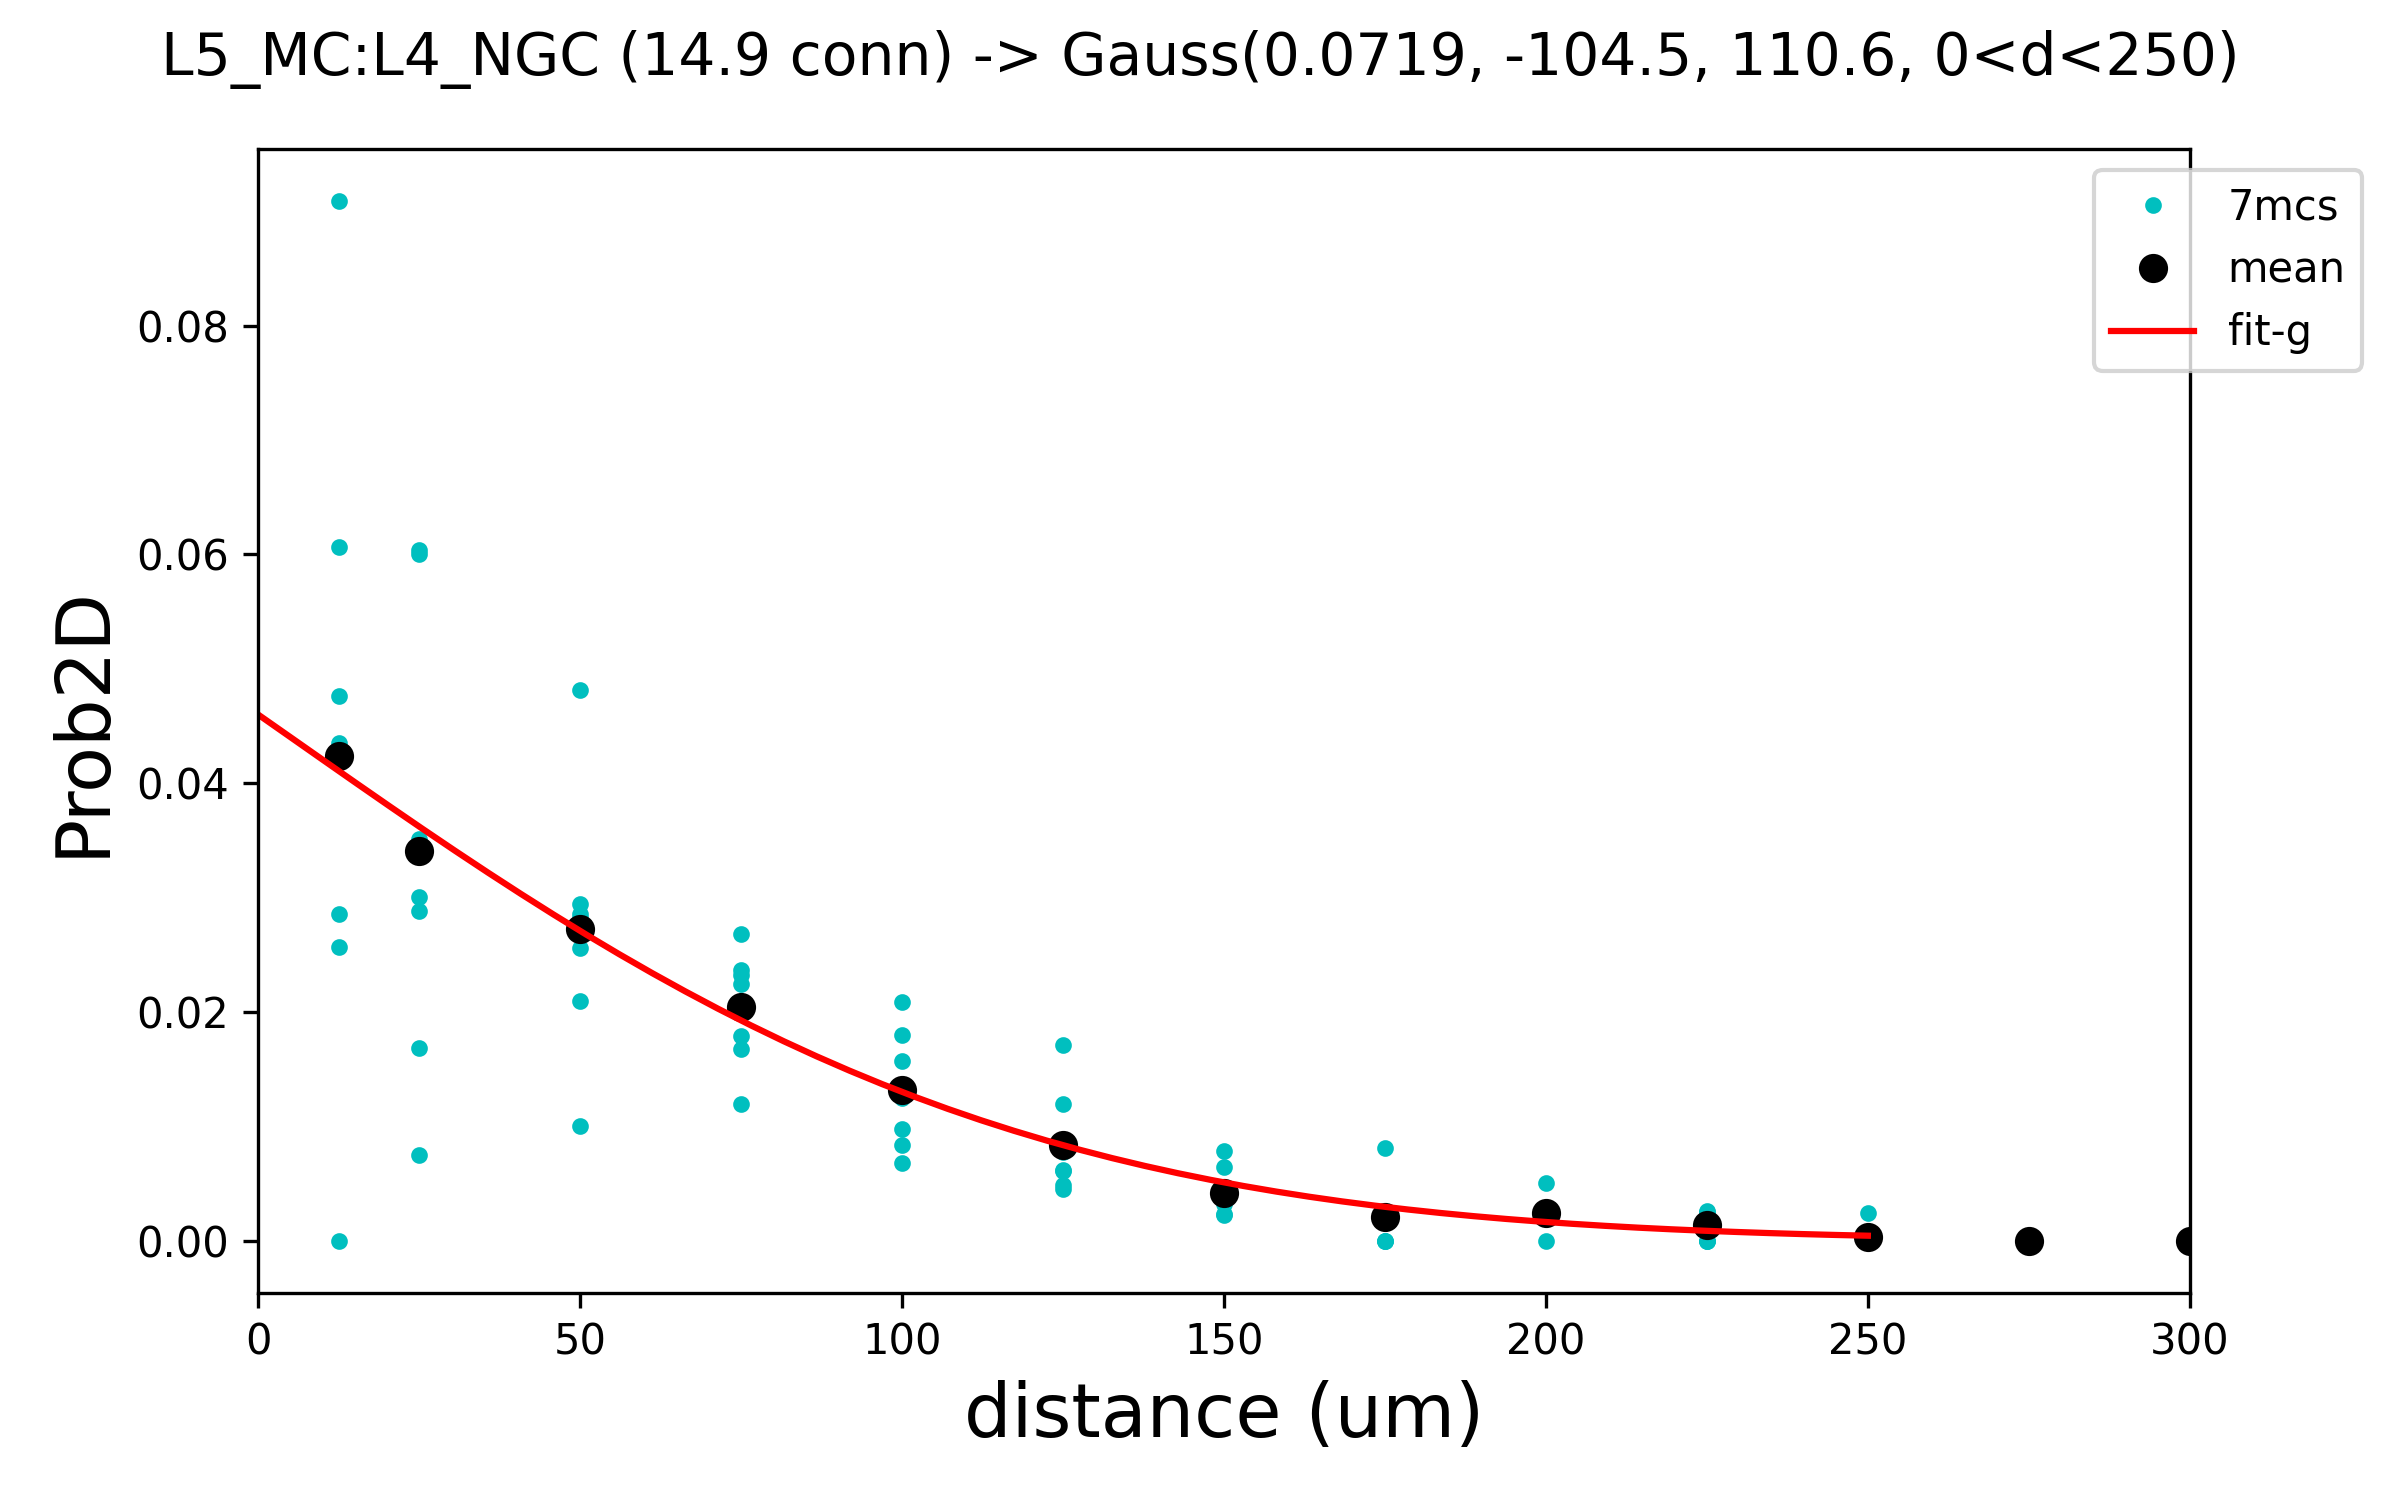 L5_MC:L4_NGC (14.9 conn) -> Gauss(0.0719, -104.5, 110.6, 0<d<250)
7mcs
mean
fit-g
0.08
0.06
0.04
0.02
0.00
Prob2D
0 50 100 150 200 250 300
distance (um)